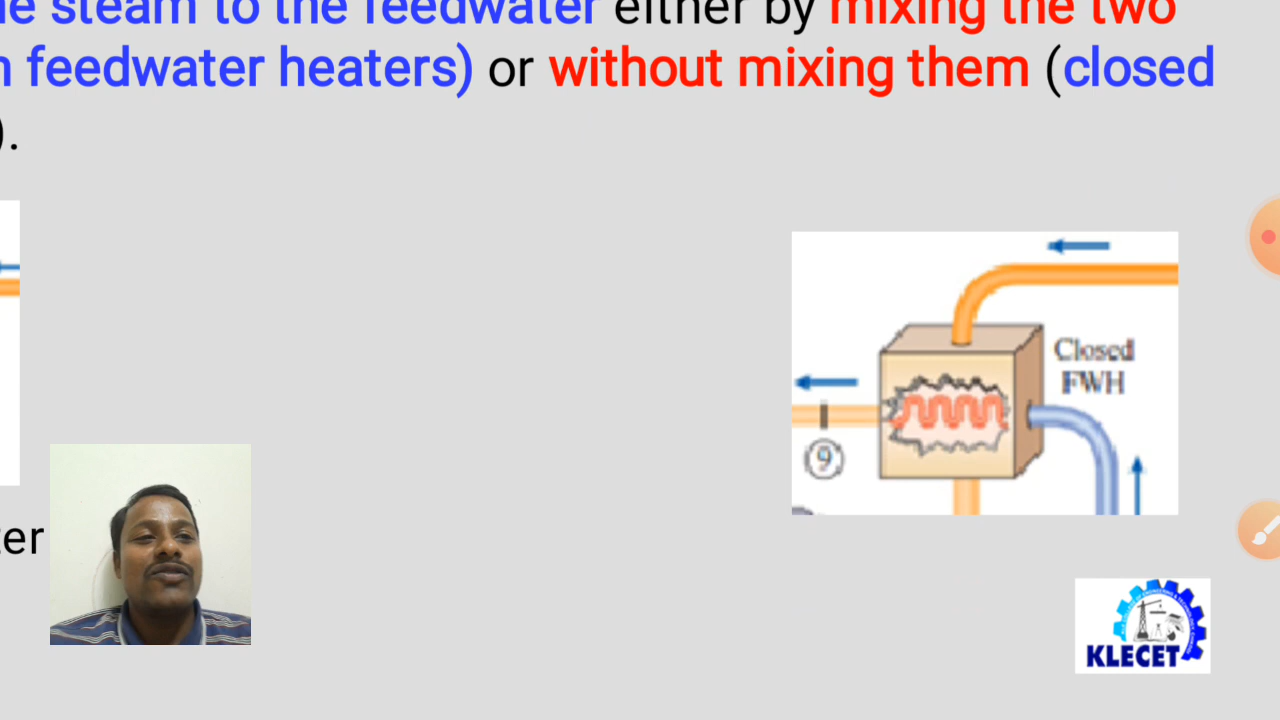 he steam to the feedwater either by mixing the two
n feedwater heaters) or without mixing them (closed
).
Closed
FWH
9
er
KLECET